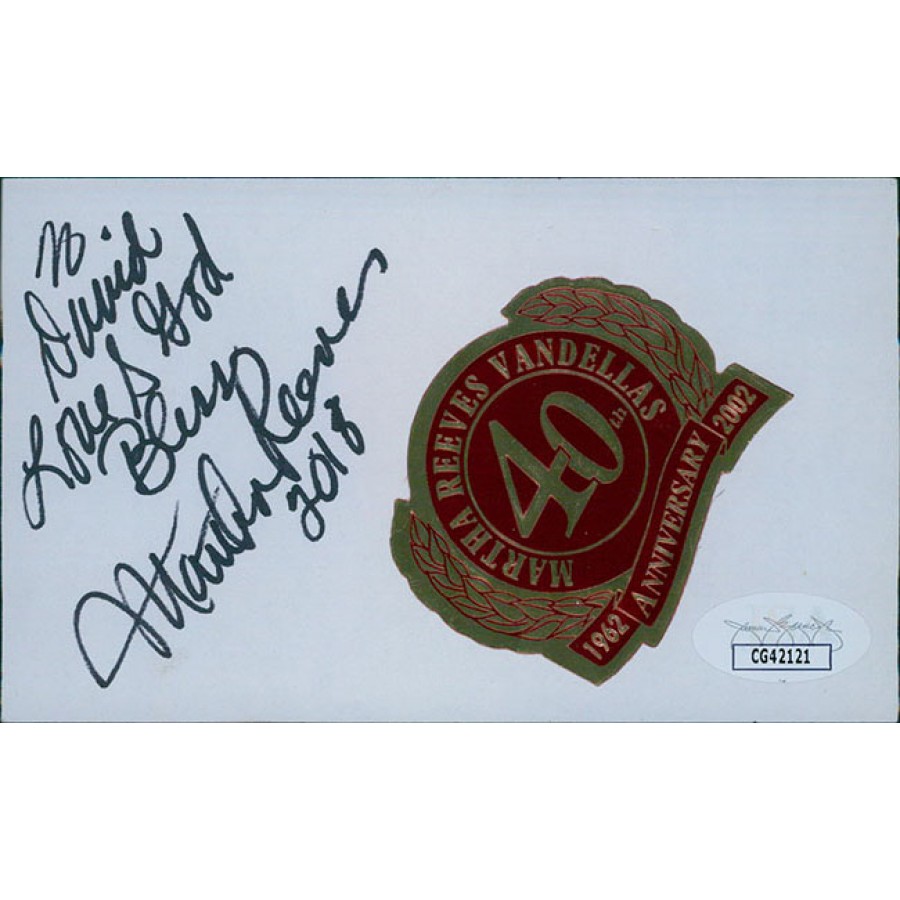 To
David
Love & God
Bless
Martha Reeves
2018
MARTHA REEVES VANDELLAS
40th
1962 ANNIVERSARY 2002
CG42121